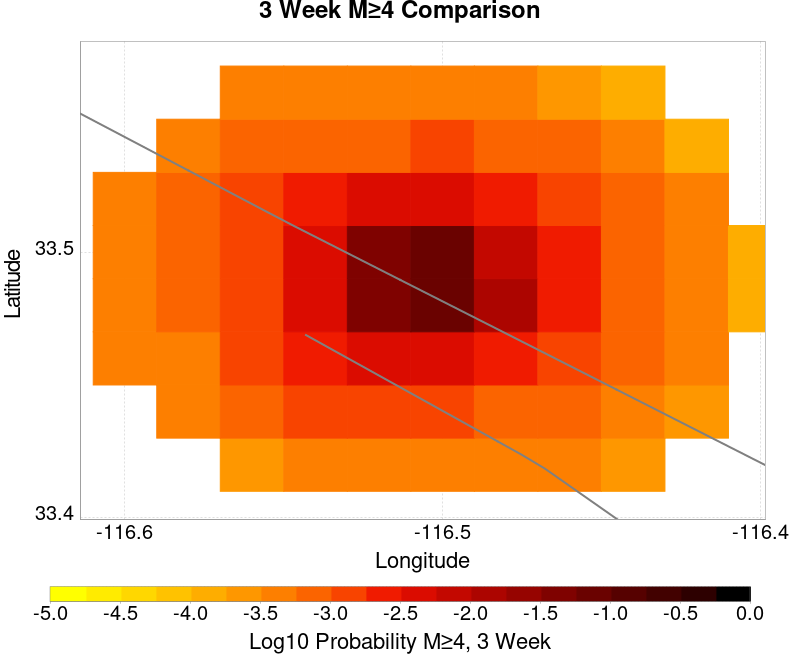 3 Week M≥4 Comparison
Latitude
33.5
33.4
-116.6 -116.5 -116.4
Longitude
-5.0 -4.5 -4.0 -3.5 -3.0 -2.5 -2.0 -1.5 -1.0 -0.5 0.0
Log10 Probability M≥4, 3 Week